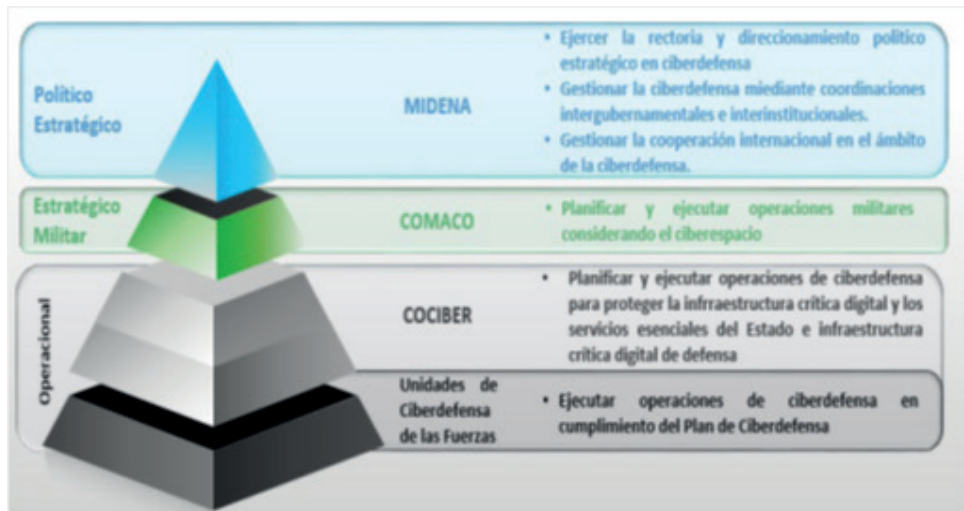 Político
Estratégico
MIDENA
• Ejercer la rectoria y direccionamiento politico
estratégico en ciberdefensa
• Gestionar la ciberdefensa miediante coordinaciones
intergubernamentales e interinstitucionales.
• Gestionar la cooperación internacional en el ámbito
de la ciberdefensa.
Estratégico
Militar
COMACO
• Planificar y ejecutar operaciones militares
considerando el ciberespacio
Operacional
COCIBER
• Planificar y ejecutar operaciones de ciberdefensa
para proteger la infrraestructura crítica digital y los
servicios esenciales del Estado e infraestructura
crítica digital de defensa
Unidades de
Ciberdefensa
de las Fuerzas
• Ejecutar operaciones de ciberdefensa en
cumplimiento del Plan de Ciberdefensa